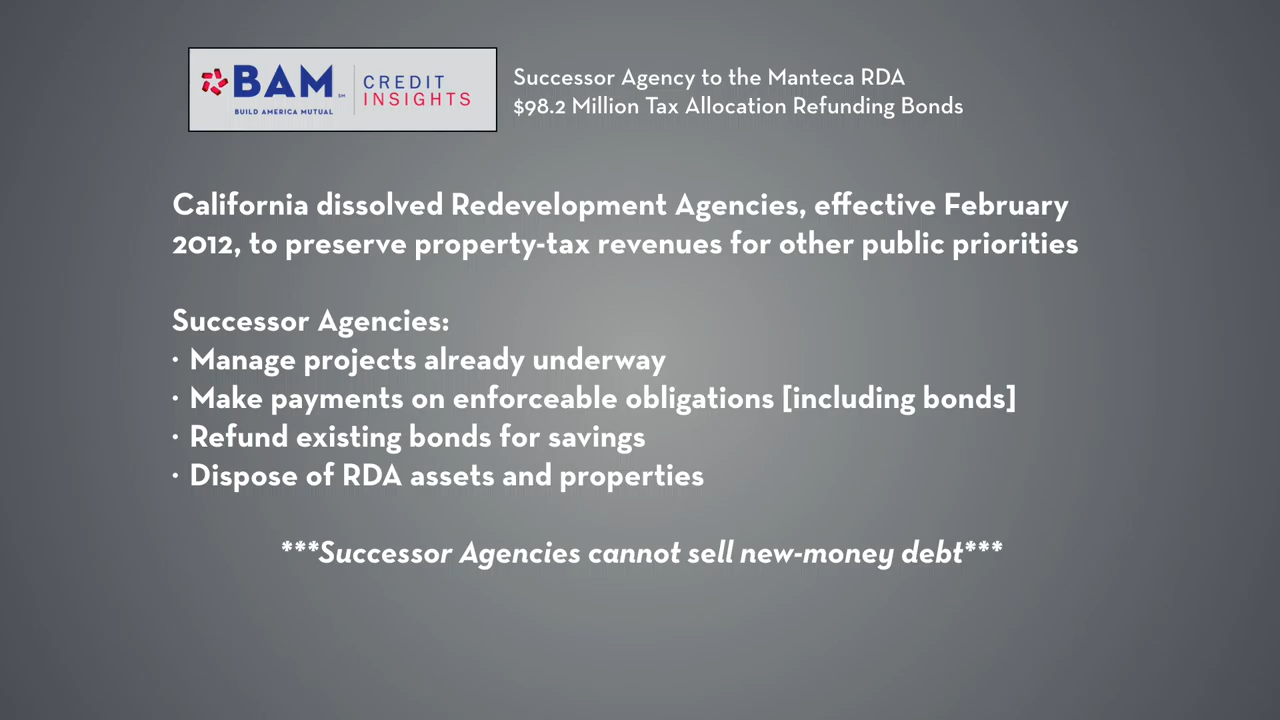 BAM SM
BUILD AMERICA MUTUAL
CREDIT
INSIGHTS
Successor Agency to the Manteca RDA
$98.2 Million Tax Allocation Refunding Bonds
California dissolved Redevelopment Agencies, effective February
2012, to preserve property-tax revenues for other public priorities
Successor Agencies:
• Manage projects already underway
• Make payments on enforceable obligations [including bonds]
• Refund existing bonds for savings
• Dispose of RDA assets and properties
***Successor Agencies cannot sell new-money debt***